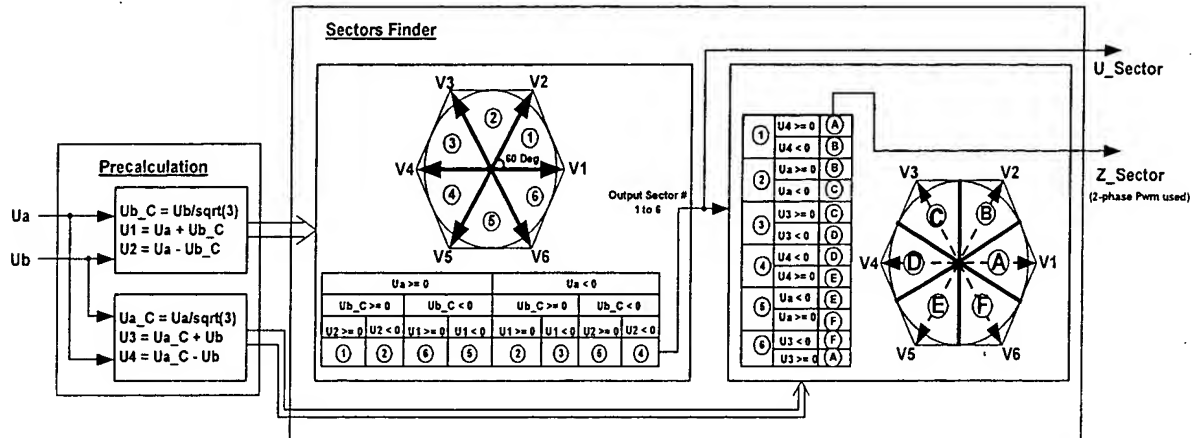 Sectors Finder
U_Sector
Z_Sector
(2-phase Pwm used)
Precalculation
Ua
Ub
Ub_C = Ub/sqrt(3)
U1 = Ua + Ub_C
U2 = Ua - Ub_C
Ua_C = Ua/sqrt(3)
U3 = Ua_C + Ub
U4 = Ua_C - Ub
V3 V2
2
3 1
60 Deg
V4 V1
4 6
5
V5 V6
Output Sector #
1 to 6
Ua >= 0 Ua < 0
Ub_C >= 0 Ub_C < 0 Ub_C >= 0 Ub_C < 0
U2 >= 0 U2 < 0 U1 >= 0 U1 < 0 U1 >= 0 U1 < 0 U2 >= 0 U2 < 0
1 2 6 5 2 3 5 4
1 U4 >= 0 A
U4 < 0 B
2 Ua >= 0 B
Ua < 0 C
3 U3 >= 0 C
U3 < 0 D
4 U4 < 0 D
U4 >= 0 E
5 Ua < 0 E
Ua >= 0 F
6 U3 < 0 F
U3 >= 0 A
V3 V2
C B
V4 D A V1
E F
V5 V6